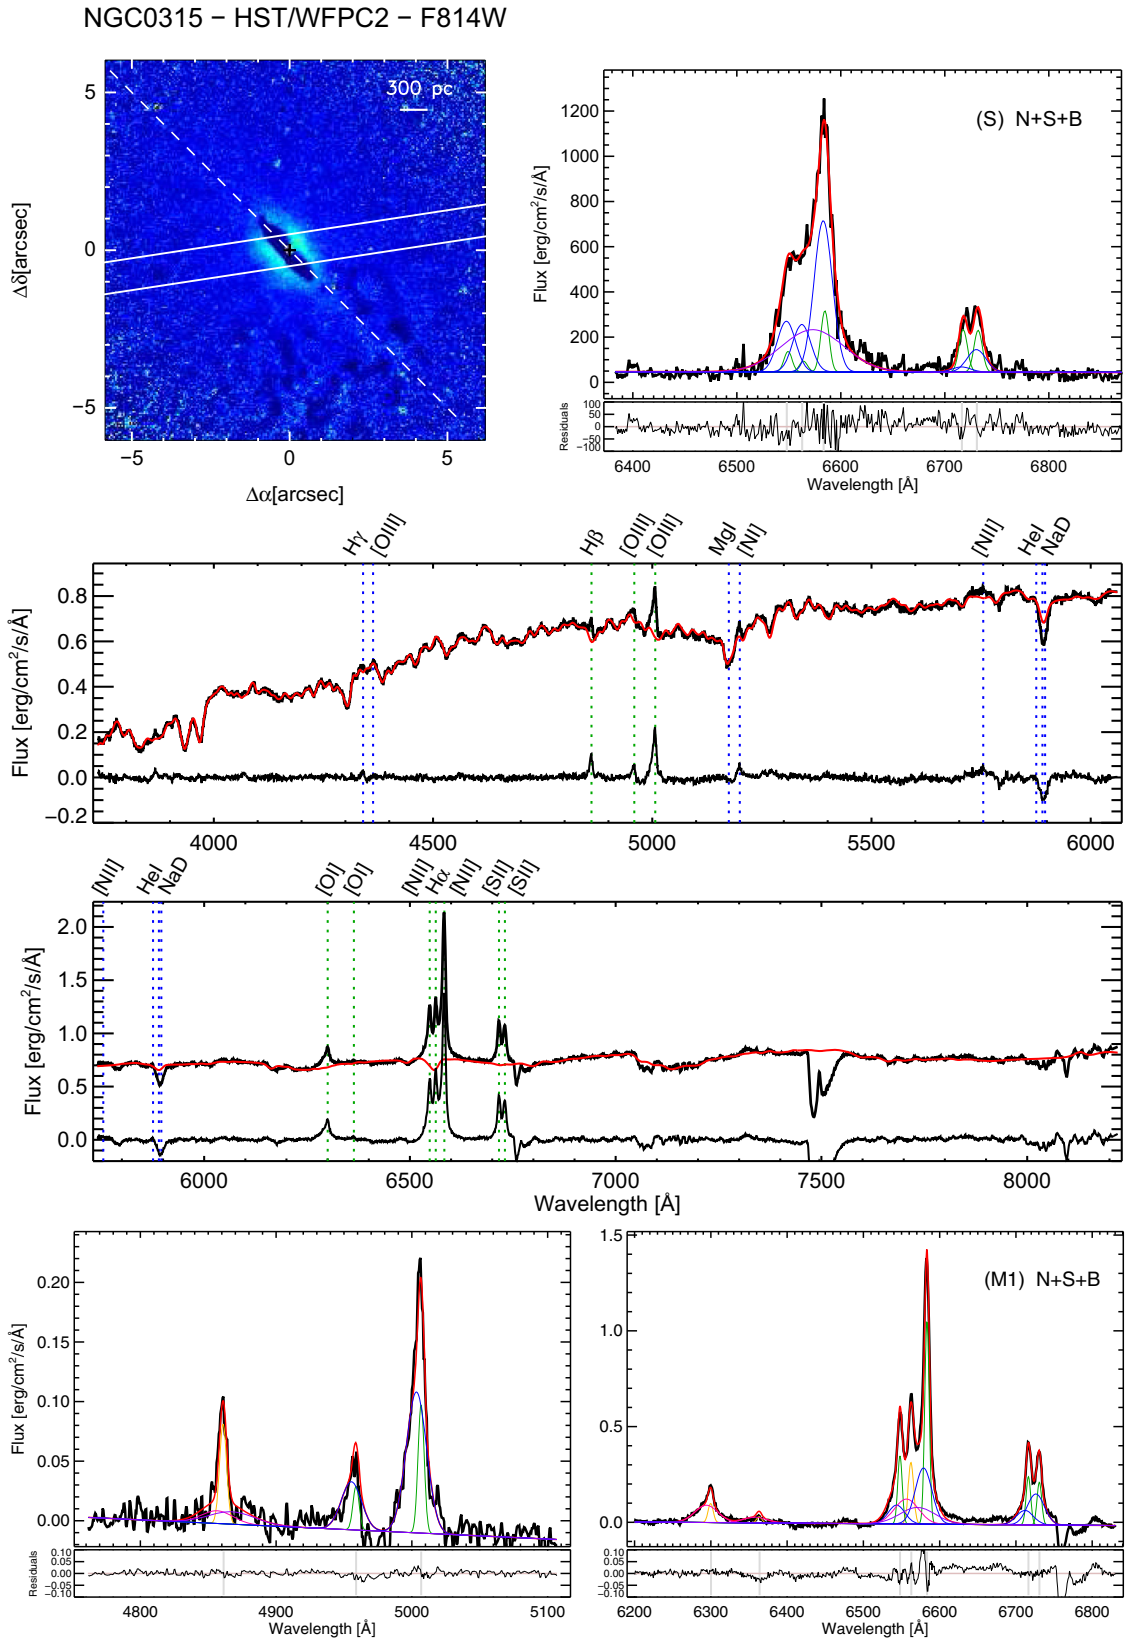 NGC0315 − HST/WFPC2 − F814W
300 pc
5
0
−5
Δδ[arcsec]
−5
0
5
Δα[arcsec]
(S) N+S+B
1200
1000
800
600
400
200
0
Flux [erg/cm²/s/Å]
100
50
0
−50
−100
Residuals
6400
6500
6600
6700
6800
Wavelength [Å]
Hγ
[OIII]
Hβ
[OIII]
[OIII]
MgI
[NI]
[NII]
HeI
NaD
0.8
0.6
0.4
0.2
0.0
−0.2
Flux [erg/cm²/s/Å]
4000
4500
5000
5500
6000
[NII]
HeI
NaD
[OI]
[OI]
[NII]
Hα
[NII]
[SII]
[SII]
2.0
1.5
1.0
0.5
0.0
Flux [erg/cm²/s/Å]
6000
6500
7000
7500
8000
Wavelength [Å]
0.20
0.15
0.10
0.05
0.00
Flux [erg/cm²/s/Å]
0.10
0.05
0.00
−0.05
−0.10
Residuals
4800
4900
5000
5100
Wavelength [Å]
(M1) N+S+B
1.5
1.0
0.5
0.0
0.10
0.05
0.00
−0.05
−0.10
Residuals
6200
6300
6400
6500
6600
6700
6800
Wavelength [Å]